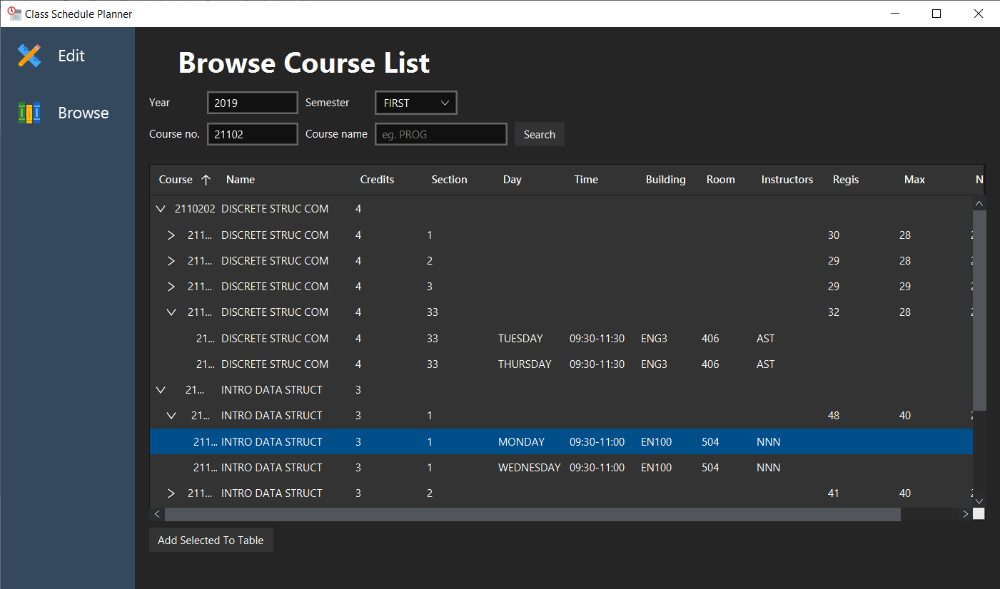 Class Schedule Planner
Edit
Browse
Browse Course List
Year 2019 Semester FIRST
Course no. 21102 Course name eg. PROG Search
Course Name Credits Section Day Time Building Room Instructors Regis Max N
2110202 DISCRETE STRUC COM 4
211... DISCRETE STRUC COM 4 1 30 28
211... DISCRETE STRUC COM 4 2 29 28
211... DISCRETE STRUC COM 4 3 29 29
211... DISCRETE STRUC COM 4 33 32 28
21... DISCRETE STRUC COM 4 33 TUESDAY 09:30-11:30 ENG3 406 AST
21... DISCRETE STRUC COM 4 33 THURSDAY 09:30-11:30 ENG3 406 AST
21... INTRO DATA STRUCT 3
21... INTRO DATA STRUCT 3 1 48 40
211... INTRO DATA STRUCT 3 1 MONDAY 09:30-11:00 EN100 504 NNN
211... INTRO DATA STRUCT 3 1 WEDNESDAY 09:30-11:00 EN100 504 NNN
211... INTRO DATA STRUCT 3 2 41 40
Add Selected To Table